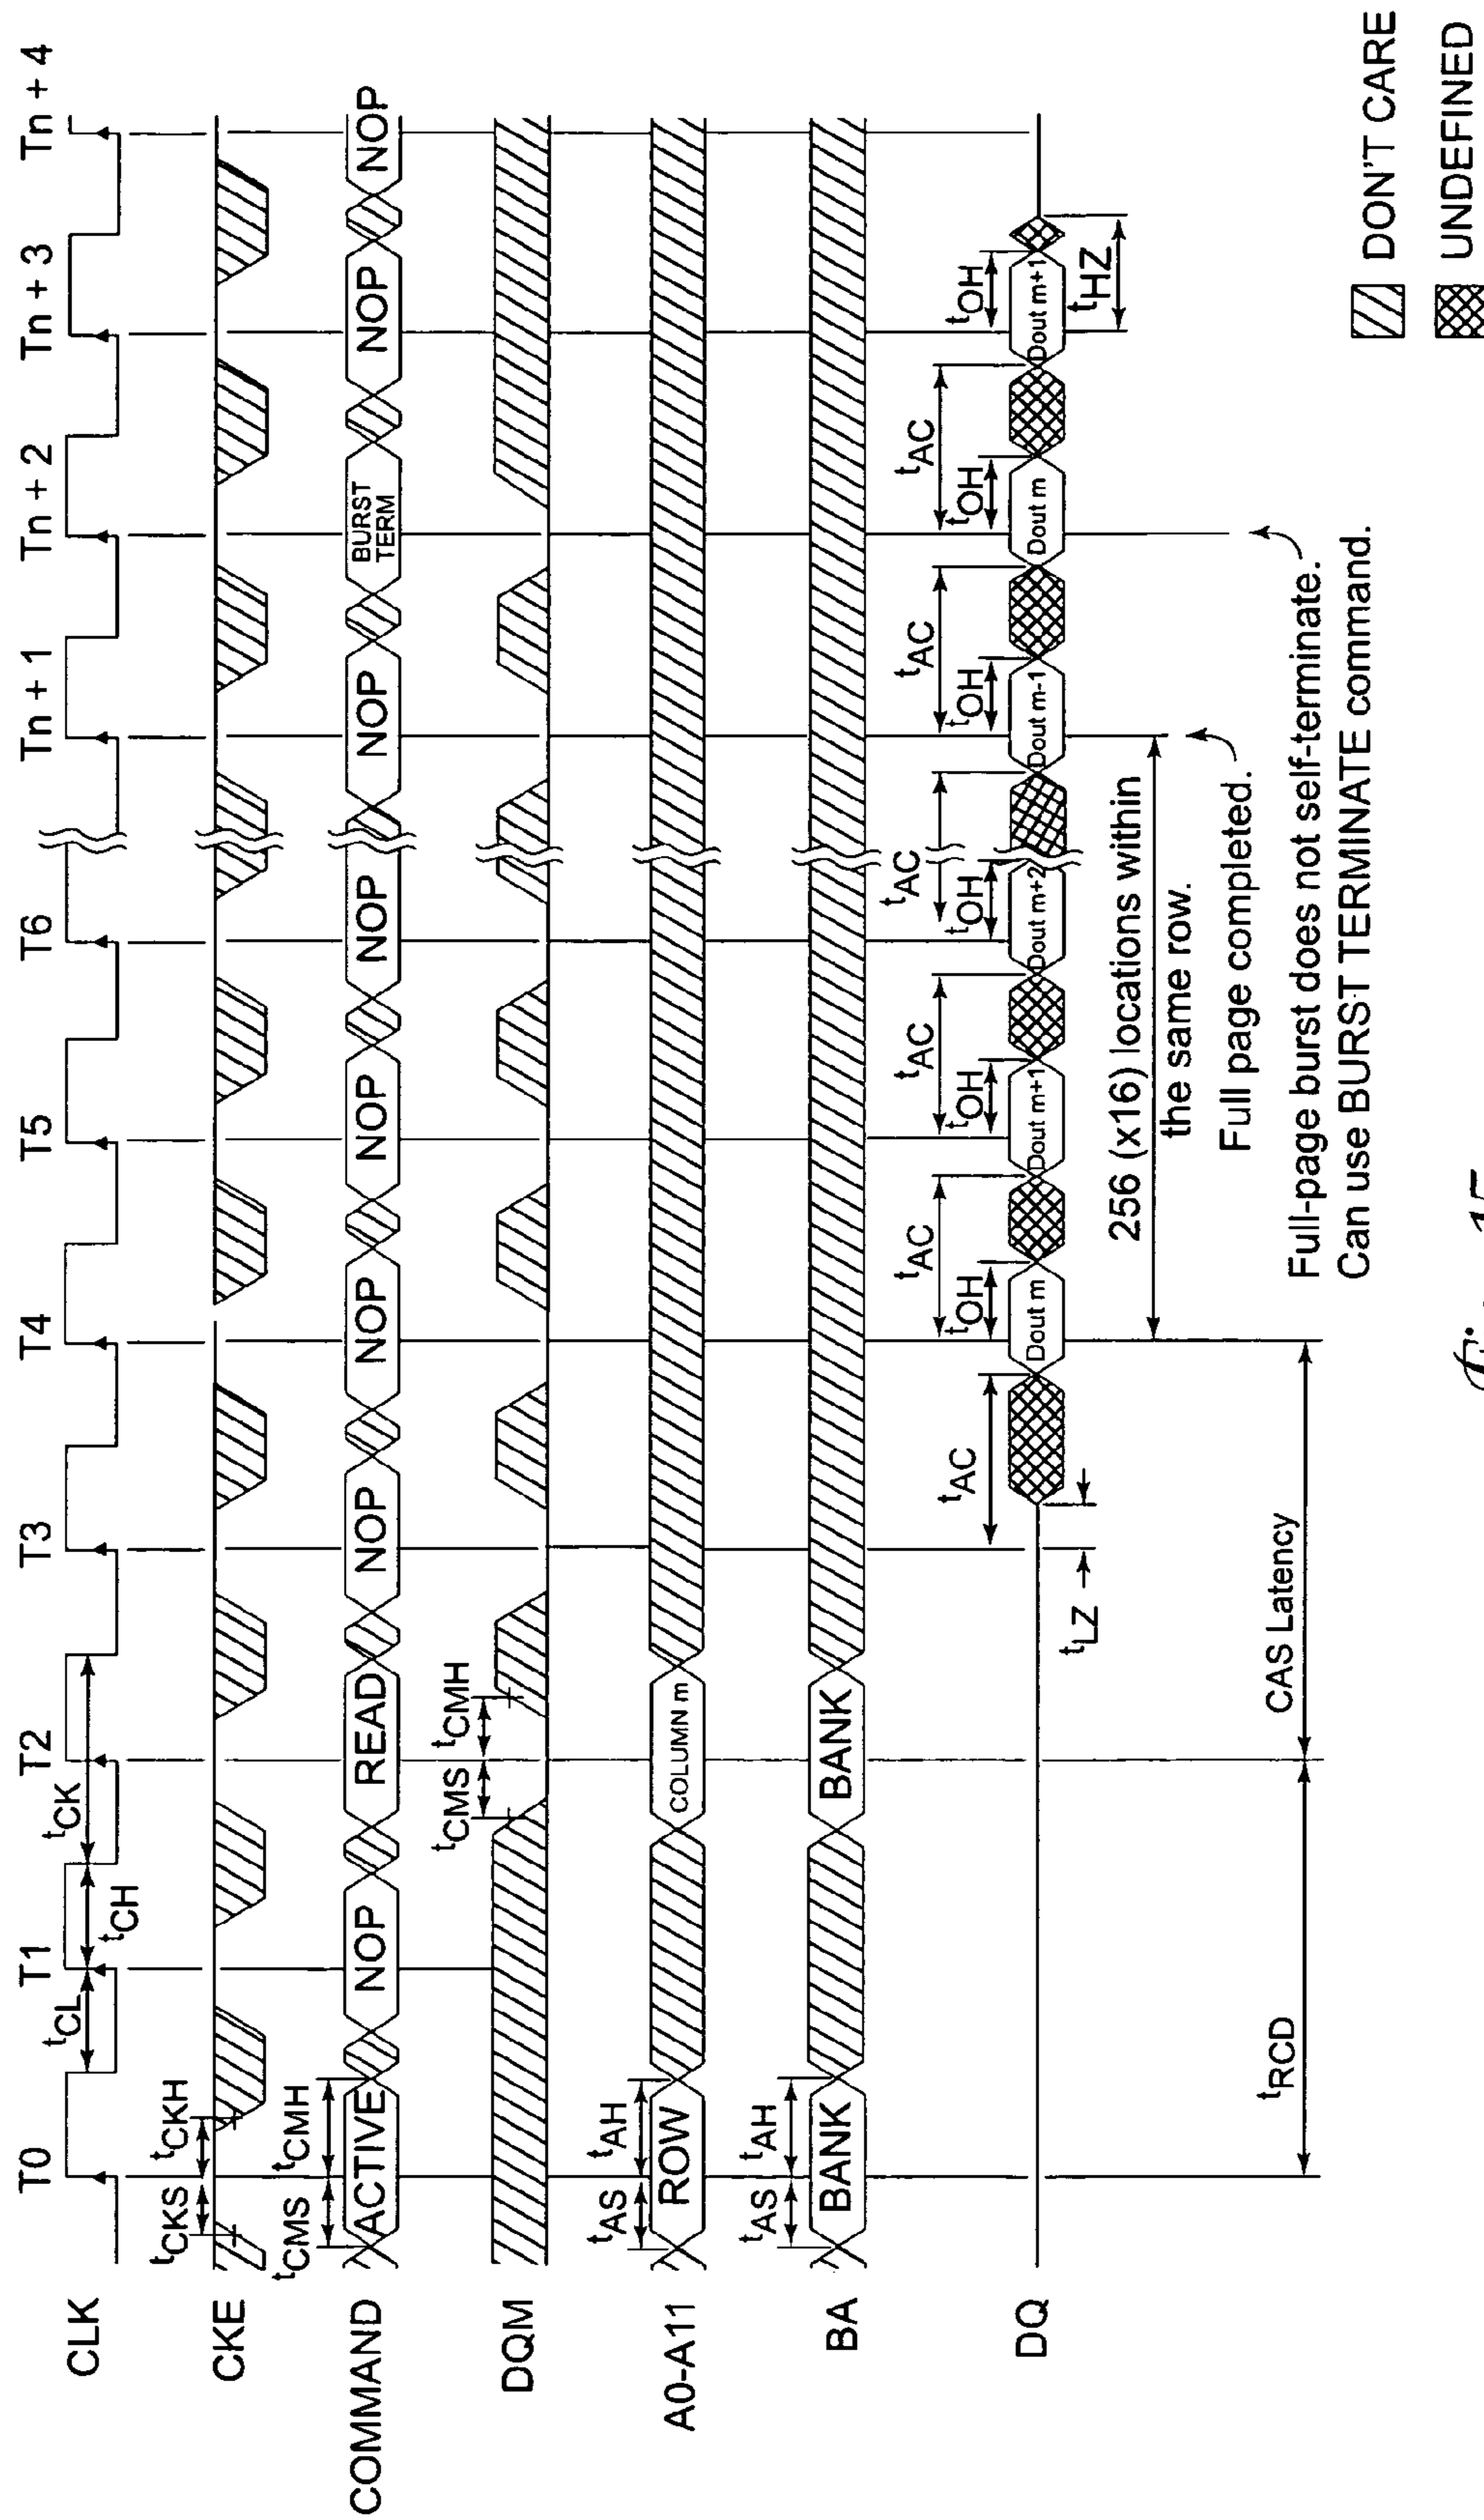 T0 T1 T2 T3 T4 T5 T6 Tn + 1 Tn + 2 Tn + 3 Tn + 4
CLK
tCL tCH tCK
CKE
tCKS tCKH
COMMAND
tCMS tCMH
ACTIVE NOP READ NOP NOP NOP NOP NOP BURST TERM NOP NOP
DQM
tCMS tCMH
A0-A11
tAS tAH
ROW COLUMN m
BA
tAS tAH
BANK BANK
tAC tAC tAC tAC tAC tAC
tOH tOH tOH tOH tOH tOH
DQ
Dout m Dout m+1 Dout m+2 Dout m-1 Dout m Dout m+1
tLZ tHZ
256 (x16) locations within
the same row.
Full page completed.
tRCD CAS Latency
Full-page burst does not self-terminate.
Can use BURST TERMINATE command.
DON'T CARE
UNDEFINED